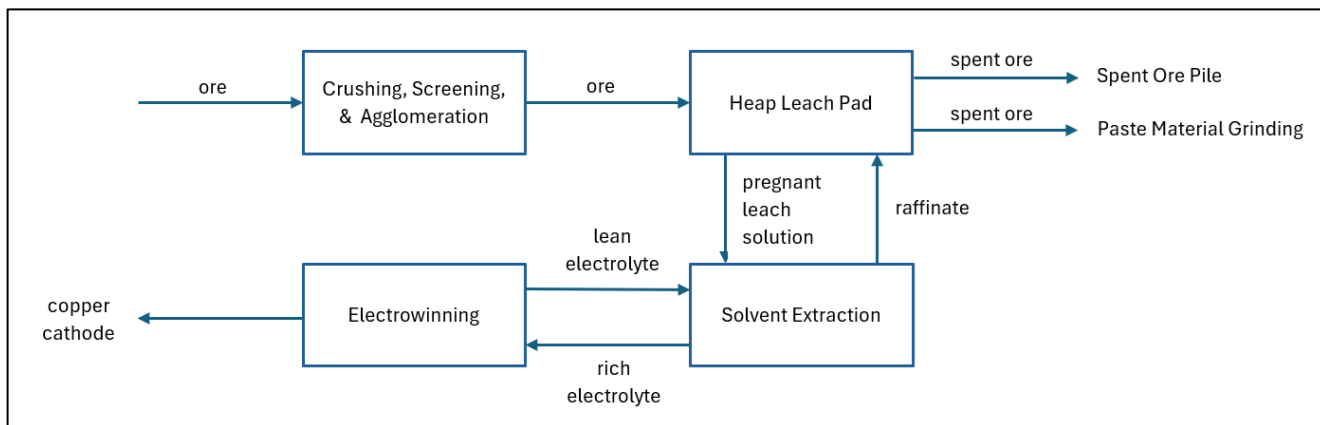 ore
Crushing, Screening,
& Agglomeration
ore
Heap Leach Pad
spent ore
Spent Ore Pile
spent ore
Paste Material Grinding
pregnant
leach
solution
raffinate
lean
electrolyte
copper
cathode
Electrowinning
Solvent Extraction
rich
electrolyte